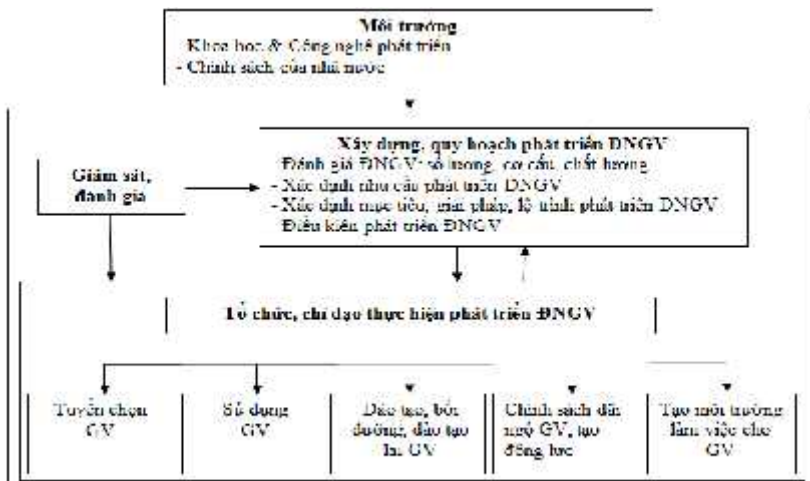 Môi trường
- Khoa học & Công nghệ phát triển
- Chính sách của nhà nước
Xây dựng, quy hoạch phát triển ĐNGV
- Đánh giá ĐNGV: số lượng, cơ cấu, chất lượng
- Xác định nhu cầu phát triển ĐNGV
- Xác định mục tiêu, giải pháp, lộ trình phát triển ĐNGV
- Điều kiện phát triển ĐNGV
Giám sát,
đánh giá
Tổ chức, chỉ đạo thực hiện phát triển ĐNGV
Tuyển chọn
GV
Sử dụng
GV
Đào tạo, bồi
dưỡng, đào tạo
lại GV
Chính sách đãi
ngộ GV, tạo
động lực
Tạo môi trường
làm việc cho
GV